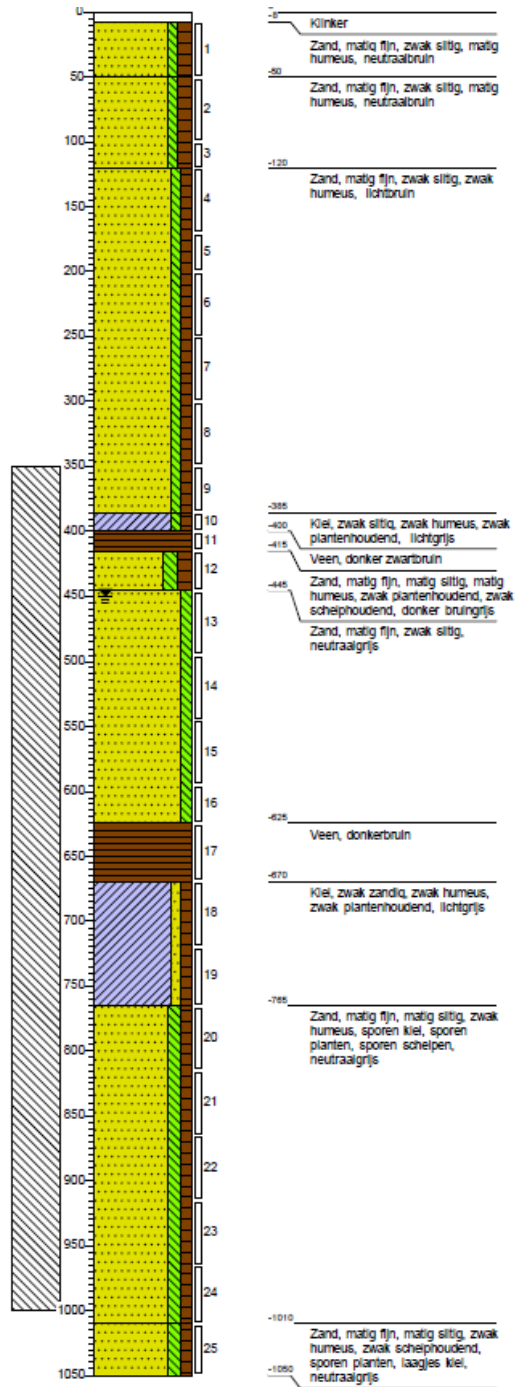 0
50
100
150
200
250
300
350
400
450
500
550
600
650
700
750
800
850
900
950
1000
1050
1
2
3
4
5
6
7
8
9
10
11
12
13
14
15
16
17
18
19
20
21
22
23
24
25
-8
Klinker
Zand, matig fijn, zwak siltig, matig
humeus, neutraalbruin
-50
Zand, matig fijn, zwak siltig, matig
humeus, neutraalbruin
-120
Zand, matig fijn, zwak siltig, zwak
humeus, lichtbruin
-385
Klei, zwak siltig, zwak humeus, zwak
plantenhoudend, lichtgrijs
-400
Veen, donker zwartbruin
-415
Zand, matig fijn, matig siltig, matig
humeus, zwak plantenhoudend, zwak
schelphoudend, donker bruingrijs
-445
Zand, matig fijn, zwak siltig,
neutraalgrijs
-625
Veen, donkerbruin
-670
Klei, zwak zandig, zwak humeus,
zwak plantenhoudend, lichtgrijs
-765
Zand, matig fijn, matig siltig, zwak
humeus, sporen klei, sporen
planten, sporen schelpen,
neutraalgrijs
-1010
Zand, matig fijn, matig siltig, zwak
humeus, zwak schelphoudend,
sporen planten, laagjes klei,
neutraalgrijs
-1050